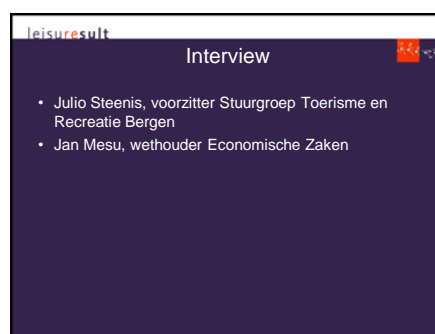 leisuresult
Interview
• Julio Steenis, voorzitter Stuurgroep Toerisme en
Recreatie Bergen
• Jan Mesu, wethouder Economische Zaken